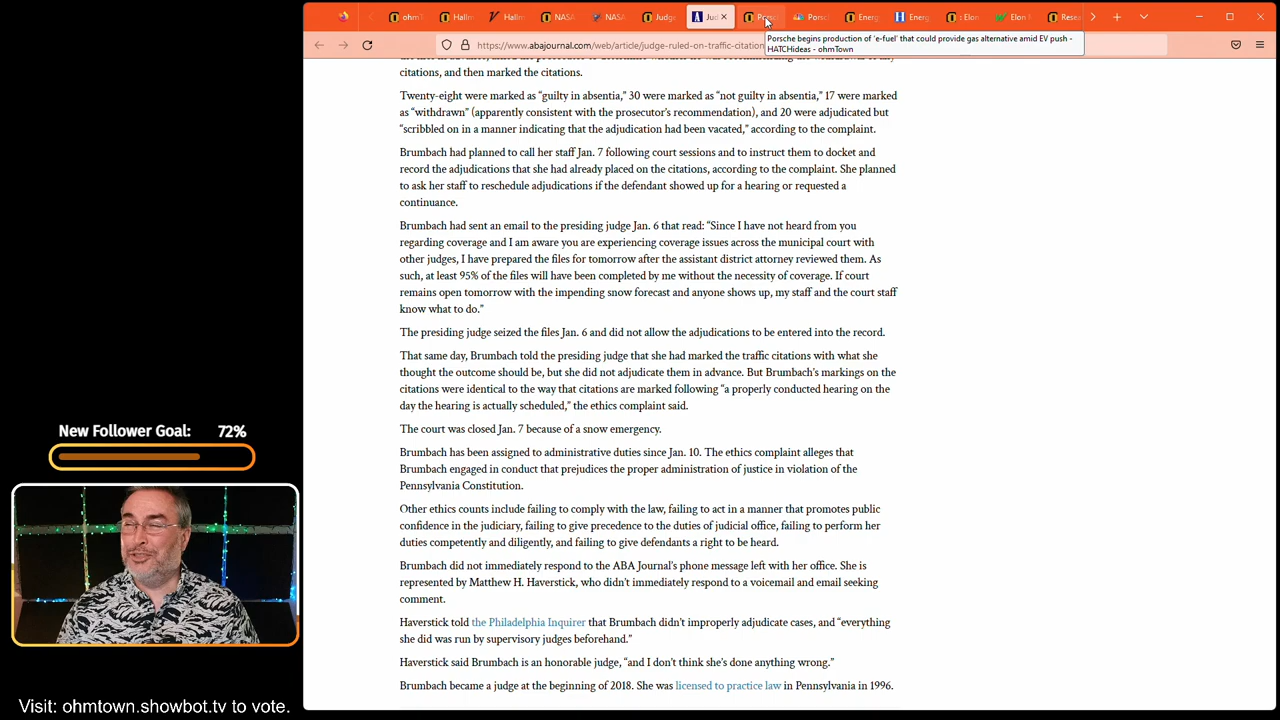 ohm
Hallm
Hallm
NASA
NASA
Judge
Jud
Porsc
Porsc
Energ
Energ
: Elon
Elon M
Resea
https://www.abajournal.com/web/article/judge-ruled-on-traffic-citation
Porsche begins production of 'e-fuel' that could provide gas alternative amid EV push -
HATCHideas - ohmTown
citations, and then marked the citations.
Twenty-eight were marked as “guilty in absentia,” 30 were marked as “not guilty in absentia,” 17 were marked
as “withdrawn” (apparently consistent with the prosecutor’s recommendation), and 20 were adjudicated but
“scribbled on in a manner indicating that the adjudication had been vacated,” according to the complaint.
Brumbach had planned to call her staff Jan. 7 following court sessions and to instruct them to docket and
record the adjudications that she had already placed on the citations, according to the complaint. She planned
to ask her staff to reschedule adjudications if the defendant showed up for a hearing or requested a
continuance.
Brumbach had sent an email to the presiding judge Jan. 6 that read: “Since I have not heard from you
regarding coverage and I am aware you are experiencing coverage issues across the municipal court with
other judges, I have prepared the files for tomorrow after the assistant district attorney reviewed them. As
such, at least 95% of the files will have been completed by me without the necessity of coverage. If court
remains open tomorrow with the impending snow forecast and anyone shows up, my staff and the court staff
know what to do.”
The presiding judge seized the files Jan. 6 and did not allow the adjudications to be entered into the record.
That same day, Brumbach told the presiding judge that she had marked the traffic citations with what she
thought the outcome should be, but she did not adjudicate them in advance. But Brumbach’s markings on the
citations were identical to the way that citations are marked following “a properly conducted hearing on the
day the hearing is actually scheduled,” the ethics complaint said.
The court was closed Jan. 7 because of a snow emergency.
Brumbach has been assigned to administrative duties since Jan. 10. The ethics complaint alleges that
Brumbach engaged in conduct that prejudices the proper administration of justice in violation of the
Pennsylvania Constitution.
Other ethics counts include failing to comply with the law, failing to act in a manner that promotes public
confidence in the judiciary, failing to give precedence to the duties of judicial office, failing to perform her
duties competently and diligently, and failing to give defendants a right to be heard.
Brumbach did not immediately respond to the ABA Journal’s phone message left with her office. She is
represented by Matthew H. Haverstick, who didn’t immediately respond to a voicemail and email seeking
comment.
Haverstick told the Philadelphia Inquirer that Brumbach didn’t improperly adjudicate cases, and “everything
she did was run by supervisory judges beforehand.”
Haverstick said Brumbach is an honorable judge, “and I don’t think she’s done anything wrong.”
Brumbach became a judge at the beginning of 2018. She was licensed to practice law in Pennsylvania in 1996.
New Follower Goal: 72%
Visit: ohmtown.showbot.tv to vote.